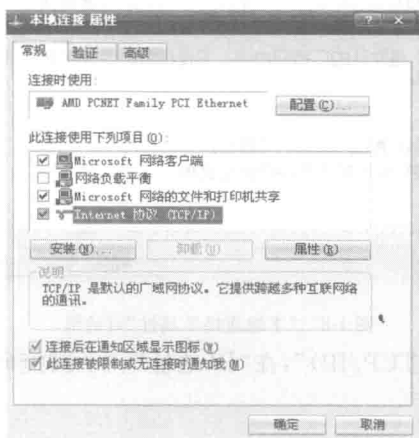 本地连接 属性
常规 验证 高级
连接时使用:
AMD PCNET Family PCI Ethernet 配置(C)...
此连接使用下列项目(O):
Microsoft 网络客户端
网络负载平衡
Microsoft 网络的文件和打印机共享
Internet 协议 (TCP/IP)
安装(N)... 卸载(U) 属性(R)
说明
TCP/IP 是默认的广域网协议。它提供跨越多种互联网络
的通讯。
连接后在通知区域显示图标(W)
此连接被限制或无连接时通知我(M)
确定 取消